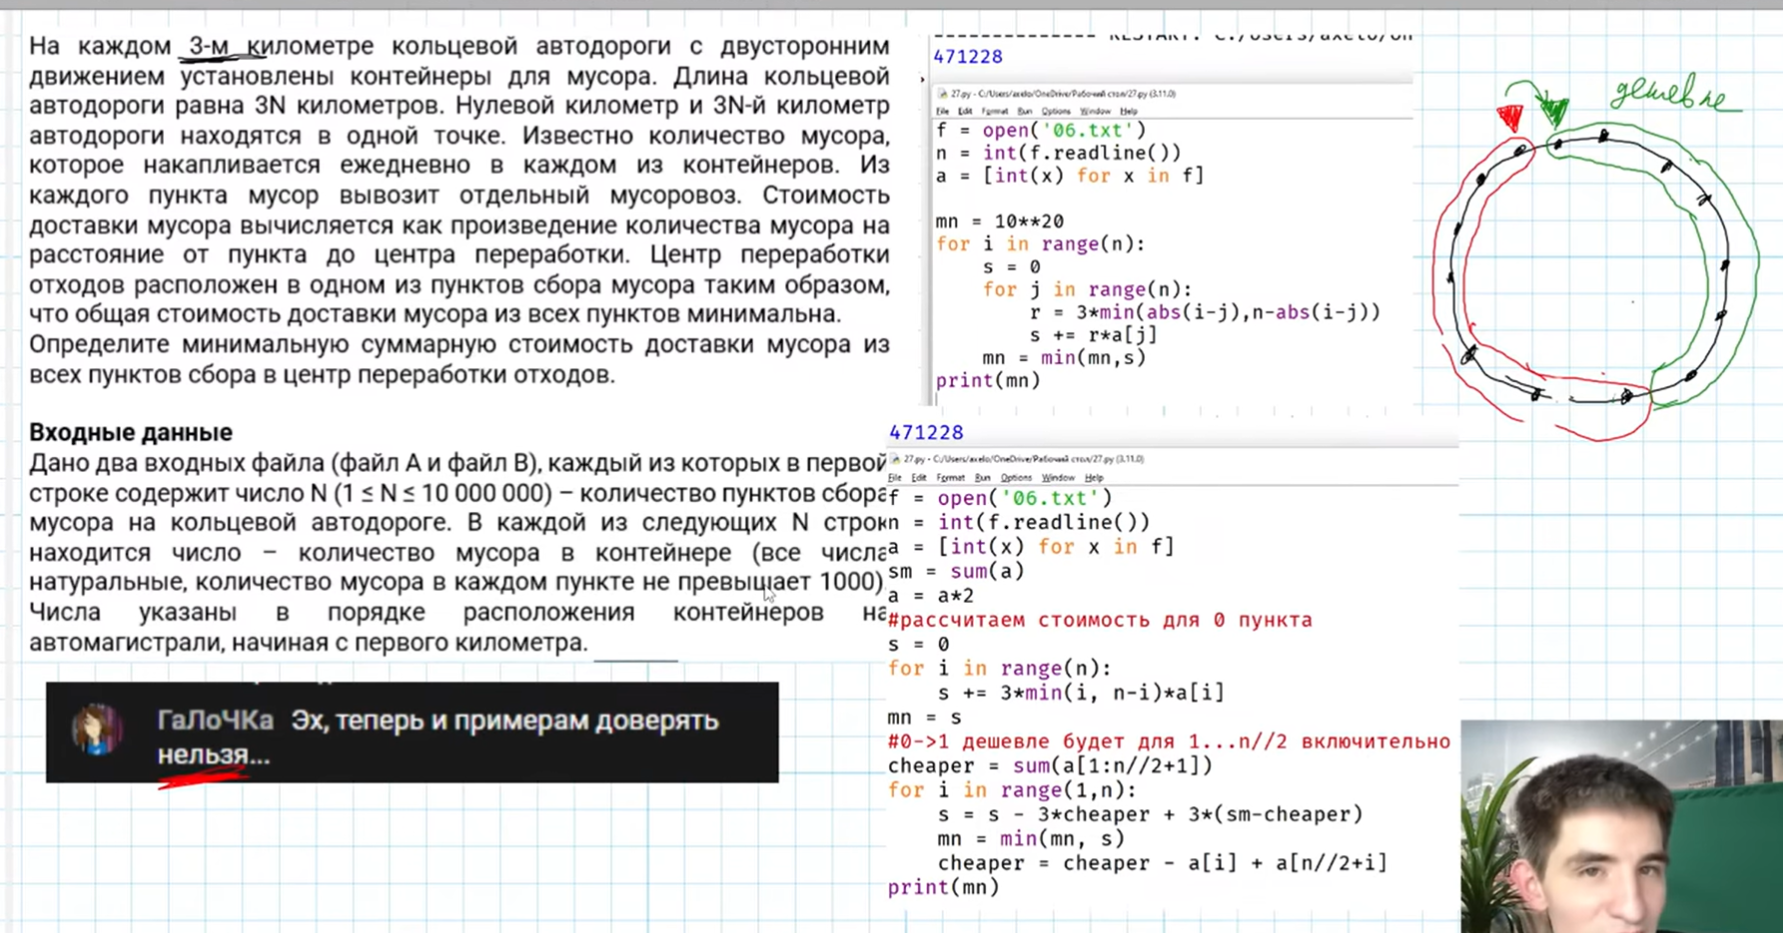 На каждом 3-м километре кольцевой автодороги с двусторонним
движением установлены контейнеры для мусора. Длина кольцевой
автодороги равна 3N километров. Нулевой километр и 3N-й километр
автодороги находятся в одной точке. Известно количество мусора,
которое накапливается ежедневно в каждом из контейнеров. Из
каждого пункта мусор вывозит отдельный мусоровоз. Стоимость
доставки мусора вычисляется как произведение количества мусора на
расстояние от пункта до центра переработки. Центр переработки
отходов расположен в одном из пунктов сбора мусора таким образом,
что общая стоимость доставки мусора из всех пунктов минимальна.
Определите минимальную суммарную стоимость доставки мусора из
всех пунктов сбора в центр переработки отходов.
Входные данные
Дано два входных файла (файл A и файл B), каждый из которых в первой
строке содержит число N (1 ≤ N ≤ 10 000 000) – количество пунктов сбора
мусора на кольцевой автодороге. В каждой из следующих N строк
находится число – количество мусора в контейнере (все числа
натуральные, количество мусора в каждом пункте не превышает 1000)
Числа указаны в порядке расположения контейнеров на
автомагистрали, начиная с первого километра.
ГаЛоЧКа Эх, теперь и примерам доверять
нельзя...
471228
27.py - C:/Users/axelo/OneDrive/Рабочий стол/27.py (3.11.0)
File Edit Format Run Options Window Help
f = open('06.txt')
n = int(f.readline())
a = [int(x) for x in f]
mn = 10**20
for i in range(n):
    s = 0
    for j in range(n):
        r = 3*min(abs(i-j),n-abs(i-j))
        s += r*a[j]
    mn = min(mn,s)
print(mn)
471228
27.py - C:/Users/axelo/OneDrive/Рабочий стол/27.py (3.11.0)
File Edit Format Run Options Window Help
f = open('06.txt')
n = int(f.readline())
a = [int(x) for x in f]
sm = sum(a)
a = a*2
#рассчитаем стоимость для 0 пункта
s = 0
for i in range(n):
    s += 3*min(i, n-i)*a[i]
mn = s
#0->1 дешевле будет для 1...n//2 включительно
cheaper = sum(a[1:n//2+1])
for i in range(1,n):
    s = s - 3*cheaper + 3*(sm-cheaper)
    mn = min(mn, s)
    cheaper = cheaper - a[i] + a[n//2+i]
print(mn)
дешевле